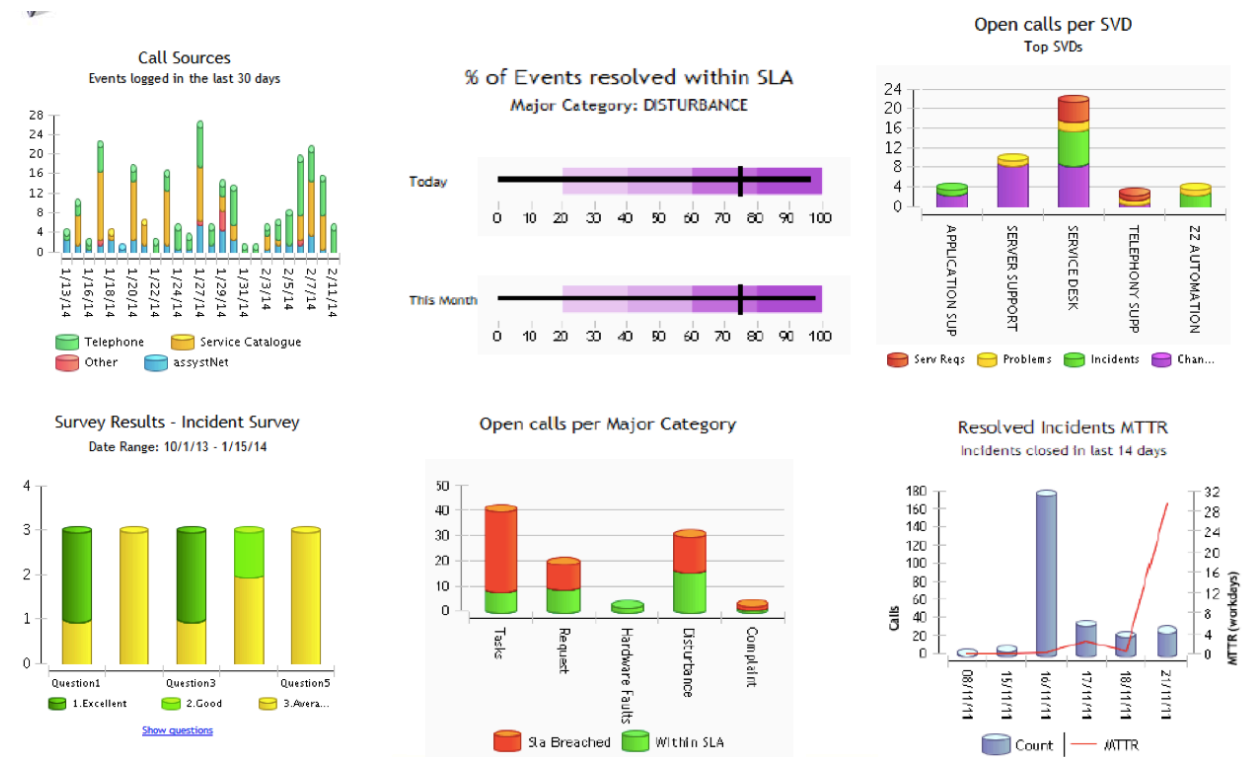 Call Sources
Events logged in the last 30 days
28
24
20
16
12
8
4
0
1/13/14
1/16/14
1/18/14
1/20/14
1/22/14
1/24/14
1/27/14
1/29/14
1/31/14
2/3/14
2/5/14
2/7/14
2/11/14
Telephone
Service Catalogue
Other
assystNet
% of Events resolved within SLA
Major Category: DISTURBANCE
Today
0 10 20 30 40 50 60 70 80 90 100
This Month
0 10 20 30 40 50 60 70 80 90 100
Open calls per SVD
Top SVDs
24
20
16
12
8
4
0
APPLICATION SUP
SERVER SUPPORT
SERVICE DESK
TELEPHONY SUPP
ZZ AUTOMATION
Serv Reqs
Problems
Incidents
Chan...
Survey Results - Incident Survey
Date Range: 10/1/13 - 1/15/14
4
3
2
1
0
Question1
Question3
Question5
1.Excellent
2.Good
3.Avera...
Show questions
Open calls per Major Category
50
40
30
20
10
0
Tasks
Request
Hardware Faults
Disturbance
Complaint
Sla Breached
Within SLA
Resolved Incidents MTTR
Incidents closed in last 14 days
Calls
180
160
140
120
100
80
60
40
20
0
32
28
24
20
16
12
8
4
0
MTTR (workdays)
08/11/11
15/11/11
16/11/11
17/11/11
18/11/11
21/11/11
Count
MTTR